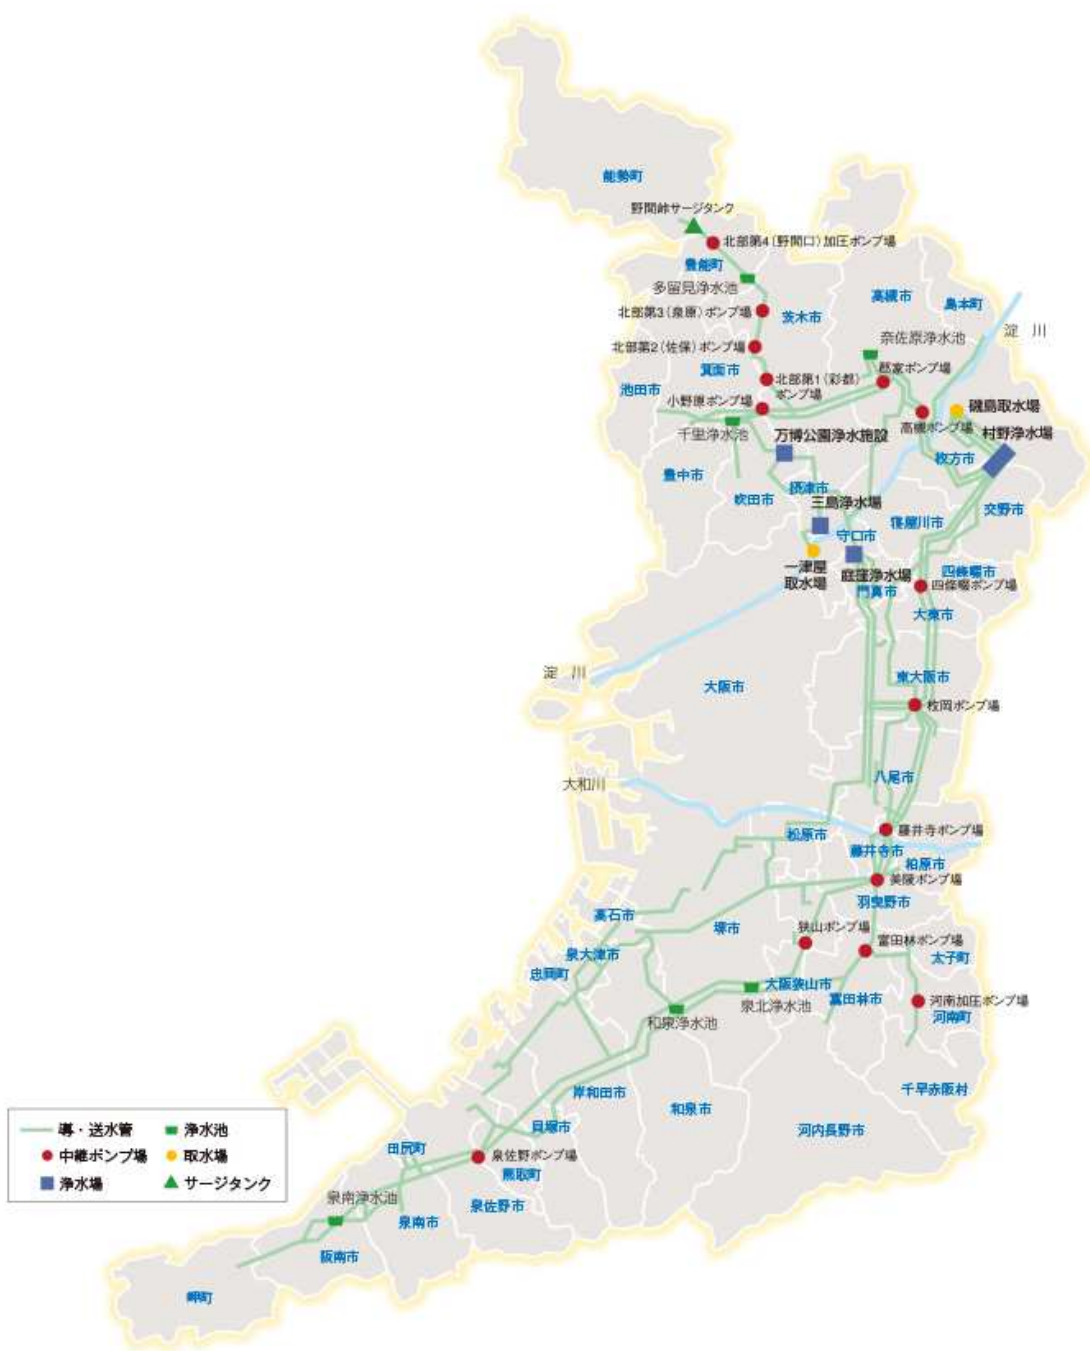 能勢町
野間峠サージタンク
北部第4(野間口)加圧ポンプ場
豊能町
多留見浄水池
高槻市
島本町
北部第3(泉原)ポンプ場
茨木市
淀 川
奈佐原浄水池
北部第2(佐保)ポンプ場
郡家ポンプ場
箕面市
池田市
北部第1(彩都)
ポンプ場
小野原ポンプ場
磯島取水場
高槻ポンプ場
千里浄水池
万博公園浄水施設
村野浄水場
枚方市
豊中市
摂津市
吹田市
三島浄水場
交野市
寝屋川市
守口市
一津屋
取水場
庭窪浄水場
四條畷市
四條畷ポンプ場
門真市
大東市
淀 川
大阪市
東大阪市
枚岡ポンプ場
大和川
八尾市
松原市
藤井寺ポンプ場
藤井寺市
柏原市
美陵ポンプ場
羽曳野市
高石市
堺市
狭山ポンプ場
富田林ポンプ場
泉大津市
太子町
忠岡町
大阪狭山市
富田林市
泉北浄水池
河南加圧ポンプ場
河南町
和泉浄水池
千早赤阪村
岸和田市
和泉市
河内長野市
貝塚市
田尻町
泉佐野ポンプ場
熊取町
泉南浄水池
泉佐野市
泉南市
阪南市
岬町
導・送水管
浄水池
中継ポンプ場
取水場
浄水場
サージタンク